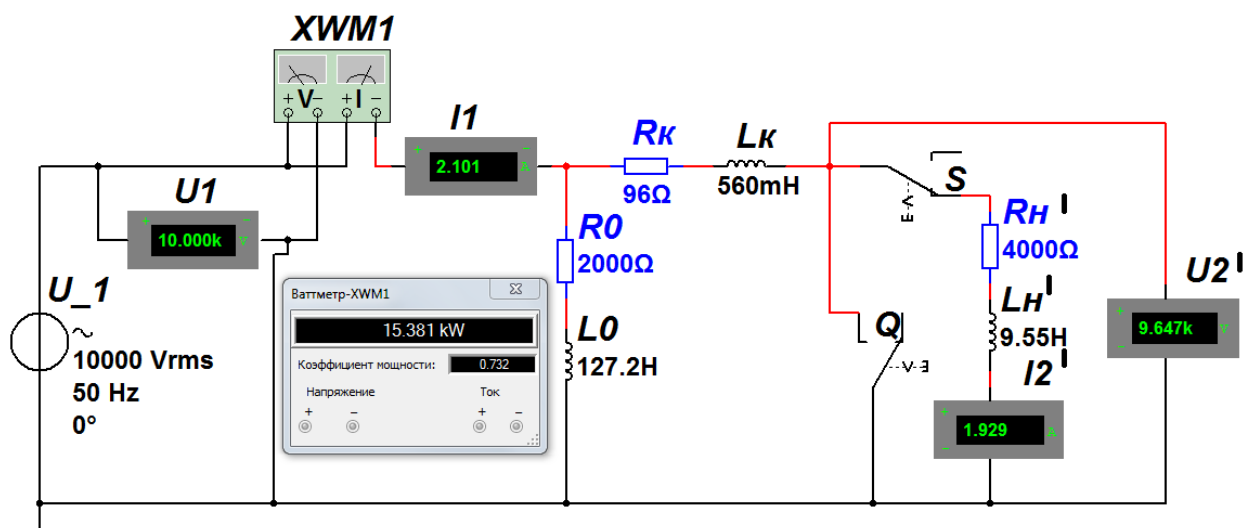 XWM1
+ V − + I −
I1
+ 2.101 − A
Rк
96Ω
Lк
560mH
S
E-V-
U1
+ 10.000k − V
R0
2000Ω
Rн'
4000Ω
U2'
+ 9.647k V −
U_1
10000 Vrms
50 Hz
0°
Ваттметр-XWM1
15.381 kW
Коэффициент мощности: 0.732
Напряжение Ток
+ − + −
L0
127.2H
Q
E-V-
Lн'
9.55H
I2'
+ 1.929 A −